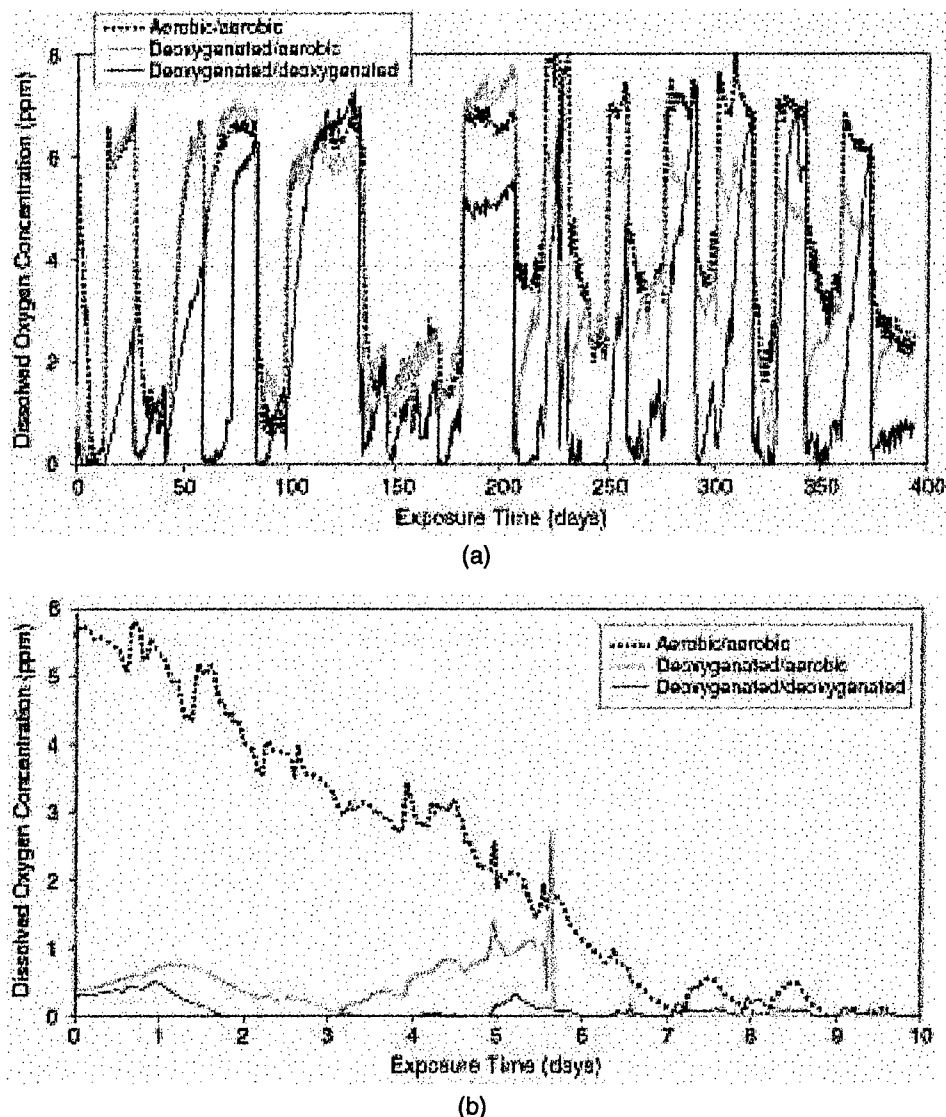 Aerobic/aerobic
Deoxygenated/aerobic
Deoxygenated/deoxygenated
Dissolved Oxygen Concentration (ppm)
8
6
4
2
0
0 50 100 150 200 250 300 350 400
Exposure Time (days)
(a)
Aerobic/aerobic
Deoxygenated/aerobic
Deoxygenated/deoxygenated
Dissolved Oxygen Concentration (ppm)
6
5
4
3
2
1
0
0 1 2 3 4 5 6 7 8 9 10
Exposure Time (days)
(b)